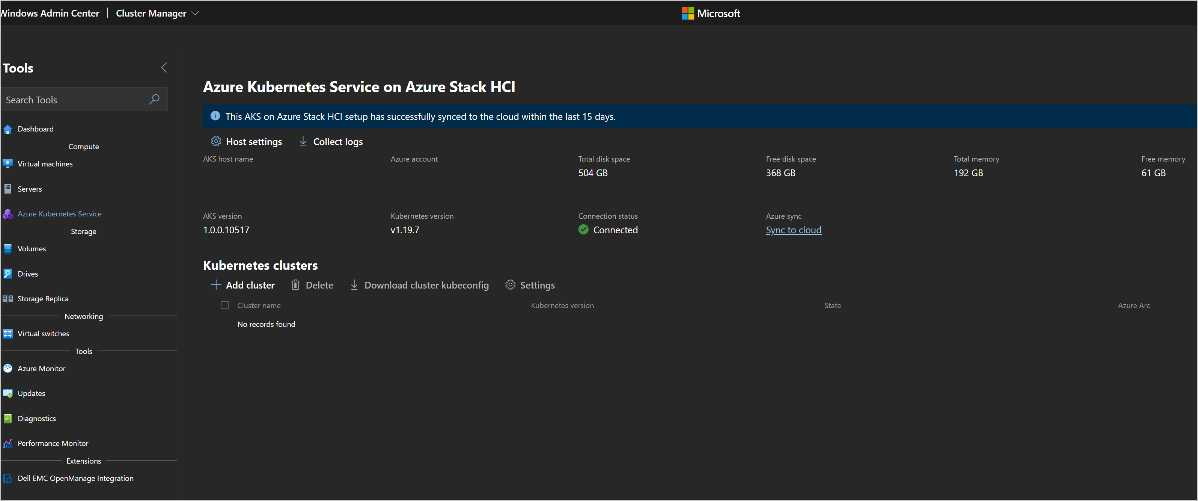 Windows Admin Center | Cluster Manager
Microsoft
Tools
Search Tools
Dashboard
Compute
Virtual machines
Servers
Azure Kubernetes Service
Storage
Volumes
Drives
Storage Replica
Networking
Virtual switches
Tools
Azure Monitor
Updates
Diagnostics
Performance Monitor
Extensions
Dell EMC OpenManage Integration
Azure Kubernetes Service on Azure Stack HCI
This AKS on Azure Stack HCI setup has successfully synced to the cloud within the last 15 days.
Host settings Collect logs
AKS host name Azure account Total disk space Free disk space Total memory Free memory
504 GB 368 GB 192 GB 61 GB
AKS version Kubernetes version Connection status Azure sync
1.0.0.10517 v1.19.7 Connected Sync to cloud
Kubernetes clusters
Add cluster Delete Download cluster kubeconfig Settings
Cluster name Kubernetes version State Azure Arc
No records found